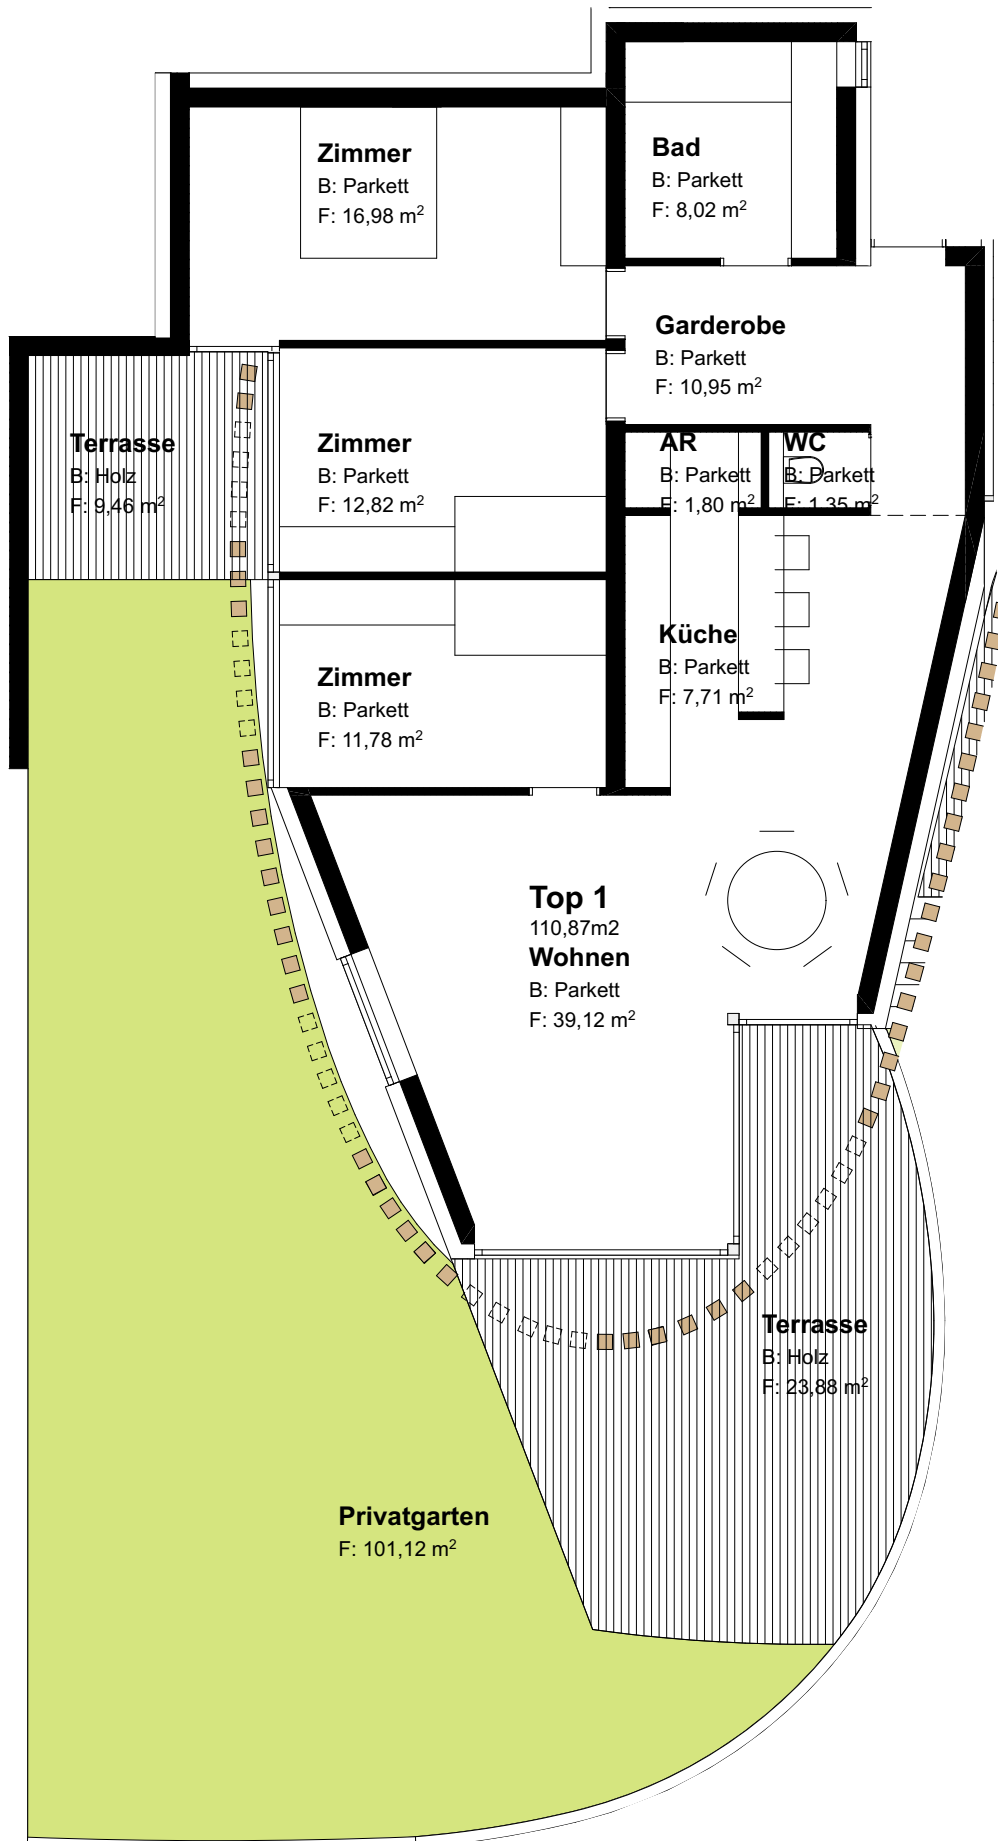 Zimmer
B: Parkett
F: 16,98 m²
Bad
B: Parkett
F: 8,02 m²
Garderobe
B: Parkett
F: 10,95 m²
Terrasse
B: Holz
F: 9,46 m²
Zimmer
B: Parkett
F: 12,82 m²
AR
B: Parkett
F: 1,80 m²
WC
B: Parkett
F: 1,35 m²
Zimmer
B: Parkett
F: 11,78 m²
Küche
B: Parkett
F: 7,71 m²
Top 1
110,87m2
Wohnen
B: Parkett
F: 39,12 m²
Terrasse
B: Holz
F: 23,88 m²
Privatgarten
F: 101,12 m²